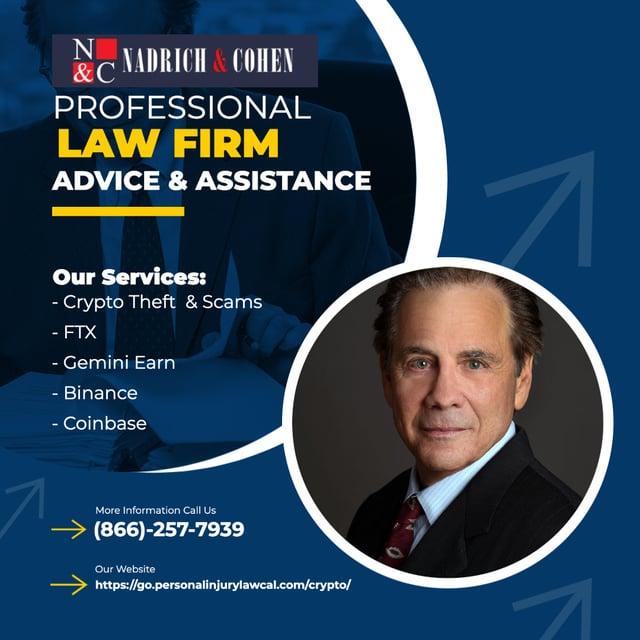 N
&C
NADRICH & COHEN
PROFESSIONAL
LAW FIRM
ADVICE & ASSISTANCE
Our Services:
- Crypto Theft & Scams
- FTX
- Gemini Earn
- Binance
- Coinbase
More Information Call Us
(866)-257-7939
Our Website
https://go.personalinjurylawcal.com/crypto/